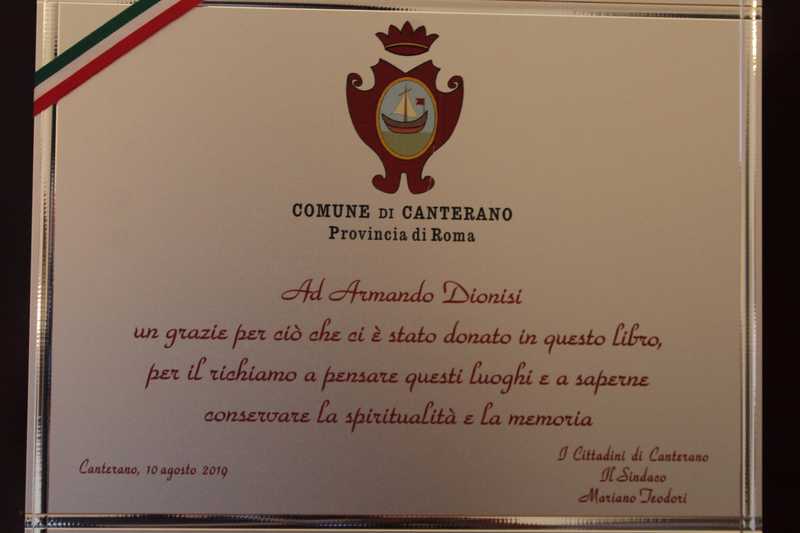 COMUNE DI CANTERANO
Provincia di Roma
Ad Armando Dionisi
un grazie per ciò che ci è stato donato in questo libro,
per il richiamo a pensare questi luoghi e a saperne
conservare la spiritualità e la memoria
Canterano, 10 agosto 2019
I Cittadini di Canterano
Il Sindaco
Mariano Teodori